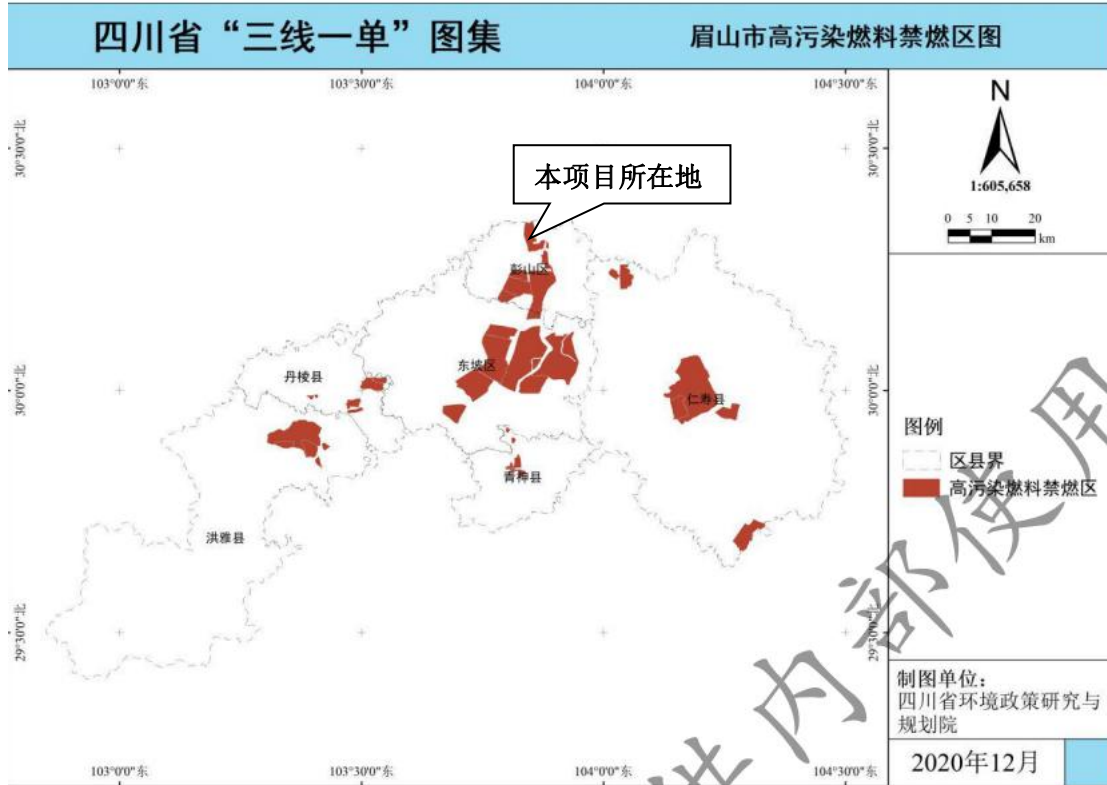 四川省“三线一单”图集
眉山市高污染燃料禁燃区图
103°0'0"东
103°30'0"东
104°0'0"东
104°30'0"东
30°30'0"北
30°30'0"北
N
1:605,658
0 5 10 20
km
本项目所在地
彭山区
东坡区
丹棱县
仁寿县
青神县
洪雅县
30°0'0"北
30°0'0"北
29°30'0"北
29°30'0"北
图例
区县界
高污染燃料禁燃区
供内部使用
制图单位：
四川省环境政策研究与
规划院
2020年12月
103°0'0"东
103°30'0"东
104°0'0"东
104°30'0"东